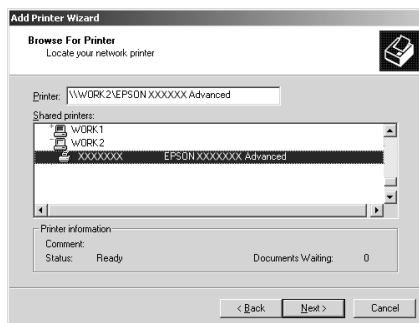 Add Printer Wizard
Browse For Printer
Locate your network printer
Printer: \\WORK2\EPSON XXXXXX Advanced
Shared printers:
WORK1
WORK2
XXXXXXX EPSON XXXXXXX Advanced
Printer information
Comment:
Status: Ready Documents Waiting: 0
< Back Next > Cancel